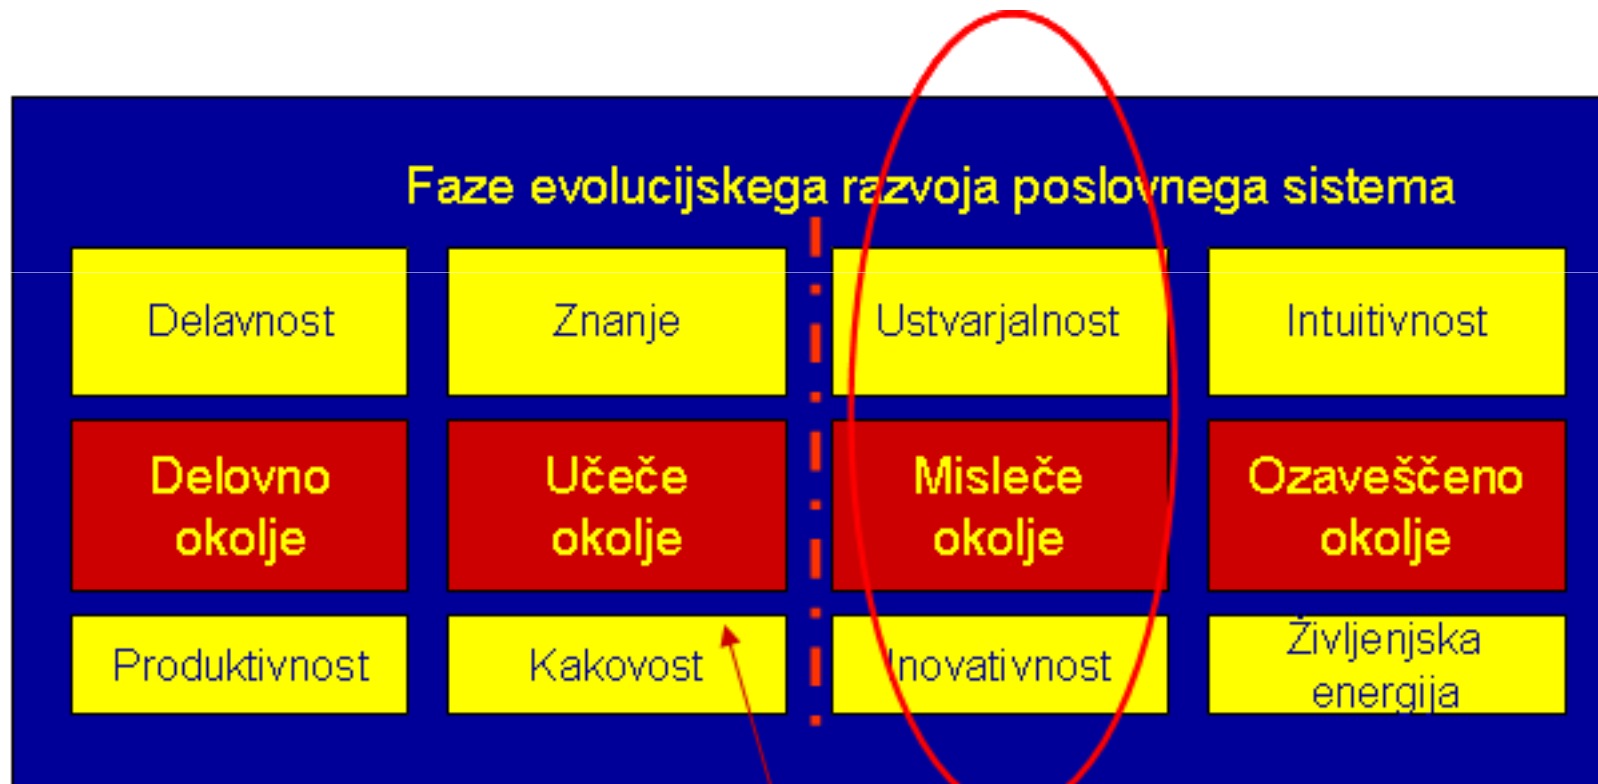 Faze evolucijskega razvoja poslovnega sistema
Delavnost
Znanje
Ustvarjalnost
Intuitivnost
Delovno
okolje
Učeče
okolje
Misleče
okolje
Ozaveščeno
okolje
Produktivnost
Kakovost
Inovativnost
Življenjska
energija